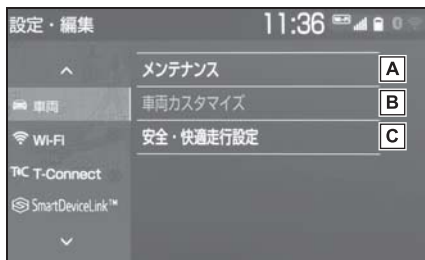 設定・編集
11:36
0
メンテナンス
A
車両
車両カスタマイズ
B
Wi-Fi
安全・快適走行設定
C
T-Connect
SmartDeviceLink™